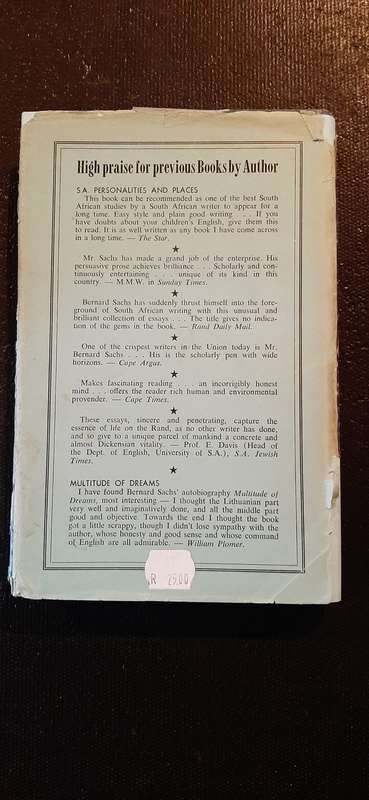 High praise for previous Books by Author
S.A. PERSONALITIES AND PLACES
This book can be recommended as one of the best South
African studies by a South African writer to appear for a
long time. Easy style and plain good writing . . . If you
have doubts about your children's English, give them this
to read. It is as well written as any book I have come across
in a long time. — The Star.
★
Mr. Sachs has made a grand job of the enterprise. His
persuasive prose achieves brilliance . . . Scholarly and con-
tinuously entertaining . . . unique of its kind in this
country. — M.M.W. in Sunday Times.
★
Bernard Sachs has suddenly thrust himself into the fore-
ground of South African writing with this unusual and
brilliant collection of essays . . . The title gives no indica-
tion of the gems in the book. — Rand Daily Mail.
★
One of the crispest writers in the Union today is Mr.
Bernard Sachs . . . His is the scholarly pen with wide
horizons. — Cape Argus.
★
Makes fascinating reading . . . an incorrigibly honest
mind . . . offers the reader rich human and environmental
provender. — Cape Times.
★
These essays, sincere and penetrating, capture the
essence of life on the Rand, as no other writer has done,
and so give to a unique parcel of mankind a concrete and
almost Dickensian vitality. — Prof. E. Davis (Head of
the Dept. of English, University of S.A.), S.A. Jewish
Times.
★
MULTITUDE OF DREAMS
I have found Bernard Sachs' autobiography Multitude of
Dreams, most interesting — I thought the Lithuanian part
very well and imaginatively done, and all the middle part
good and objective. Towards the end I thought the book
got a little scrappy, though I didn't lose sympathy with the
author, whose honesty and good sense and whose command
of English are all admirable. — William Plomer.
R 25.00